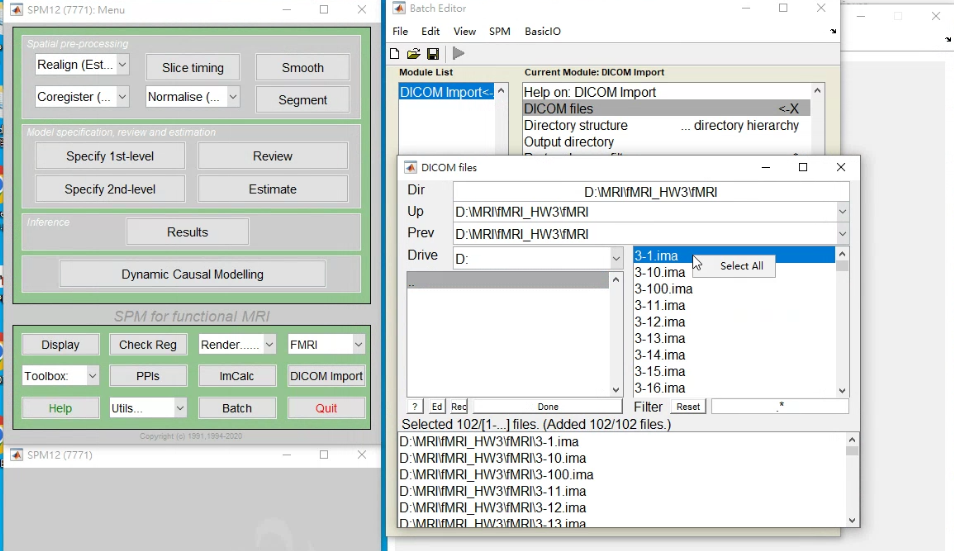 SPM12 (7771): Menu
Spatial pre-processing
Realign (Est...
Slice timing
Smooth
Coregister (...
Normalise (...
Segment
Model specification, review and estimation
Specify 1st-level
Review
Specify 2nd-level
Estimate
Inference
Results
Dynamic Causal Modelling
SPM for functional MRI
Display
Check Reg
Render......
FMRI
Toolbox:
PPIs
ImCalc
DICOM Import
Help
Utils...
Batch
Quit
Copyright (c) 1991,1994-2020
SPM12 (7771)
Batch Editor
File Edit View SPM BasicIO
Module List
Current Module: DICOM Import
DICOM Import<-
Help on: DICOM Import
DICOM files <-X
Directory structure ... directory hierarchy
Output directory
DICOM files
Dir D:\MRI\fMRI_HW3\fMRI
Up D:\MRI\fMRI_HW3\fMRI
Prev D:\MRI\fMRI_HW3\fMRI
Drive D:
..
3-1.ima
Select All
3-10.ima
3-100.ima
3-11.ima
3-12.ima
3-13.ima
3-14.ima
3-15.ima
3-16.ima
? Ed Rec Done Filter Reset .*
Selected 102/[1-...] files. (Added 102/102 files.)
D:\MRI\fMRI_HW3\fMRI\3-1.ima
D:\MRI\fMRI_HW3\fMRI\3-10.ima
D:\MRI\fMRI_HW3\fMRI\3-100.ima
D:\MRI\fMRI_HW3\fMRI\3-11.ima
D:\MRI\fMRI_HW3\fMRI\3-12.ima
D:\MRI\fMRI_HW3\fMRI\3-13.ima